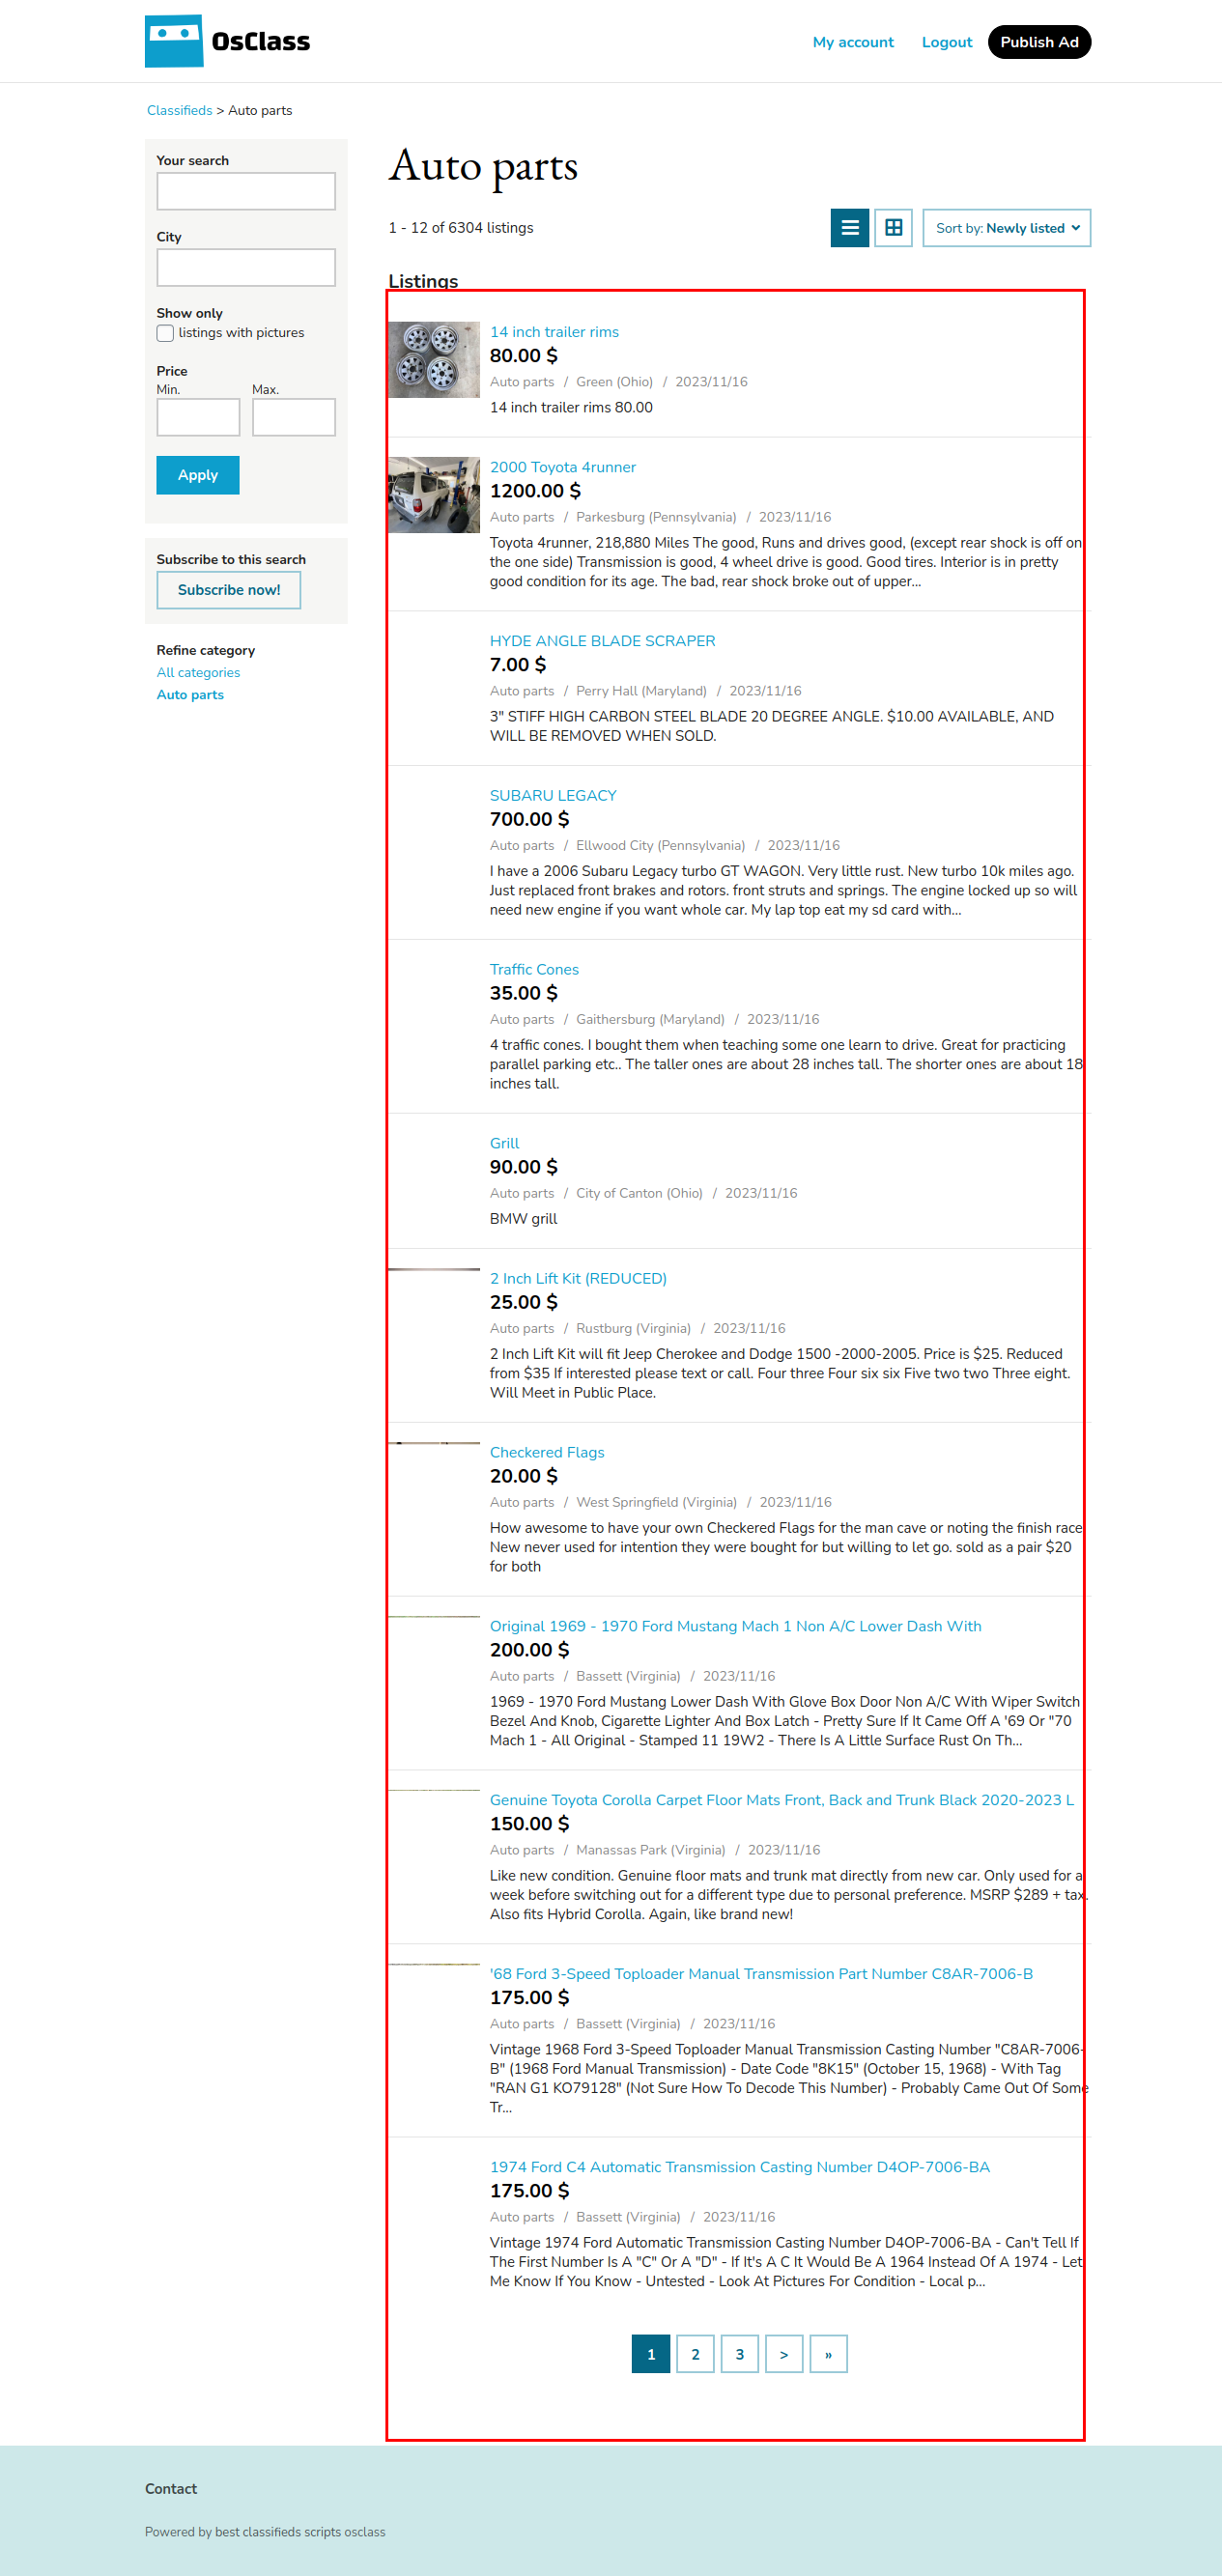 OsClass
My account
Logout
Publish Ad
Classifieds > Auto parts
Your search
City
Show only
listings with pictures
Price
Min.
Max.
Apply
Subscribe to this search
Subscribe now!
Refine category
All categories
Auto parts
Auto parts
1 - 12 of 6304 listings
Sort by: Newly listed
Listings
14 inch trailer rims
80.00 $
Auto parts / Green (Ohio) / 2023/11/16
14 inch trailer rims 80.00
2000 Toyota 4runner
1200.00 $
Auto parts / Parkesburg (Pennsylvania) / 2023/11/16
Toyota 4runner, 218,880 Miles The good, Runs and drives good, (except rear shock is off on
the one side) Transmission is good, 4 wheel drive is good. Good tires. Interior is in pretty
good condition for its age. The bad, rear shock broke out of upper...
HYDE ANGLE BLADE SCRAPER
7.00 $
Auto parts / Perry Hall (Maryland) / 2023/11/16
3" STIFF HIGH CARBON STEEL BLADE 20 DEGREE ANGLE. $10.00 AVAILABLE, AND
WILL BE REMOVED WHEN SOLD.
SUBARU LEGACY
700.00 $
Auto parts / Ellwood City (Pennsylvania) / 2023/11/16
I have a 2006 Subaru Legacy turbo GT WAGON. Very little rust. New turbo 10k miles ago.
Just replaced front brakes and rotors. front struts and springs. The engine locked up so will
need new engine if you want whole car. My lap top eat my sd card with...
Traffic Cones
35.00 $
Auto parts / Gaithersburg (Maryland) / 2023/11/16
4 traffic cones. I bought them when teaching some one learn to drive. Great for practicing
parallel parking etc.. The taller ones are about 28 inches tall. The shorter ones are about 18
inches tall.
Grill
90.00 $
Auto parts / City of Canton (Ohio) / 2023/11/16
BMW grill
2 Inch Lift Kit (REDUCED)
25.00 $
Auto parts / Rustburg (Virginia) / 2023/11/16
2 Inch Lift Kit will fit Jeep Cherokee and Dodge 1500 -2000-2005. Price is $25. Reduced
from $35 If interested please text or call. Four three Four six six Five two two Three eight.
Will Meet in Public Place.
Checkered Flags
20.00 $
Auto parts / West Springfield (Virginia) / 2023/11/16
How awesome to have your own Checkered Flags for the man cave or noting the finish race
New never used for intention they were bought for but willing to let go. sold as a pair $20
for both
Original 1969 - 1970 Ford Mustang Mach 1 Non A/C Lower Dash With
200.00 $
Auto parts / Bassett (Virginia) / 2023/11/16
1969 - 1970 Ford Mustang Lower Dash With Glove Box Door Non A/C With Wiper Switch
Bezel And Knob, Cigarette Lighter And Box Latch - Pretty Sure If It Came Off A '69 Or "70
Mach 1 - All Original - Stamped 11 19W2 - There Is A Little Surface Rust On Th...
Genuine Toyota Corolla Carpet Floor Mats Front, Back and Trunk Black 2020-2023 L
150.00 $
Auto parts / Manassas Park (Virginia) / 2023/11/16
Like new condition. Genuine floor mats and trunk mat directly from new car. Only used for a
week before switching out for a different type due to personal preference. MSRP $289 + tax.
Also fits Hybrid Corolla. Again, like brand new!
'68 Ford 3-Speed Toploader Manual Transmission Part Number C8AR-7006-B
175.00 $
Auto parts / Bassett (Virginia) / 2023/11/16
Vintage 1968 Ford 3-Speed Toploader Manual Transmission Casting Number "C8AR-7006-
B" (1968 Ford Manual Transmission) - Date Code "8K15" (October 15, 1968) - With Tag
"RAN G1 KO79128" (Not Sure How To Decode This Number) - Probably Came Out Of Some
Tr...
1974 Ford C4 Automatic Transmission Casting Number D4OP-7006-BA
175.00 $
Auto parts / Bassett (Virginia) / 2023/11/16
Vintage 1974 Ford Automatic Transmission Casting Number D4OP-7006-BA - Can't Tell If
The First Number Is A "C" Or A "D" - If It's A C It Would Be A 1964 Instead Of A 1974 - Let
Me Know If You Know - Untested - Look At Pictures For Condition - Local p...
1 2 3 > »
Contact
Powered by best classifieds scripts osclass